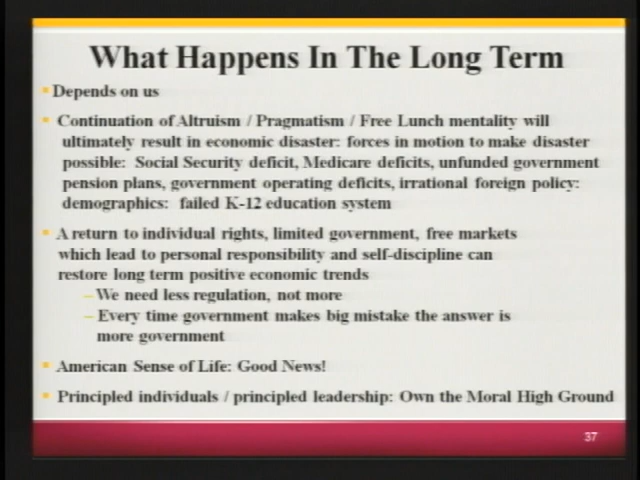 What Happens In The Long Term
Depends on us
Continuation of Altruism / Pragmatism / Free Lunch mentality will
ultimately result in economic disaster: forces in motion to make disaster
possible: Social Security deficit, Medicare deficits, unfunded government
pension plans, government operating deficits, irrational foreign policy:
demographics: failed K-12 education system
A return to individual rights, limited government, free markets
which lead to personal responsibility and self-discipline can
restore long term positive economic trends
– We need less regulation, not more
– Every time government makes big mistake the answer is
more government
American Sense of Life: Good News!
Principled individuals / principled leadership: Own the Moral High Ground
37